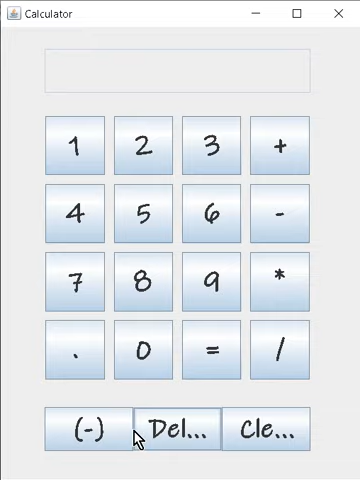 Calculator
1 2 3 +
4 5 6 -
7 8 9 *
. 0 = /
(-) Del... Cle...